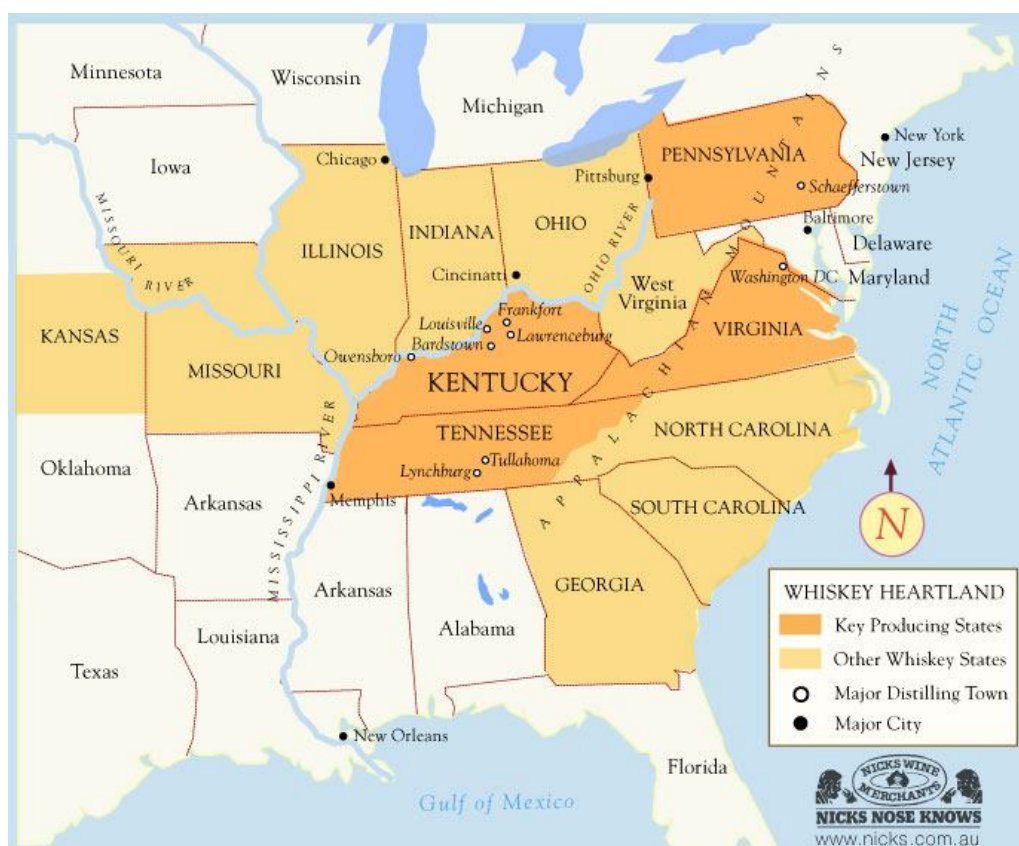 Minnesota
Wisconsin
Michigan
Iowa
Chicago
MISSOURI RIVER
ILLINOIS
INDIANA
OHIO
Pittsburg
PENNSYLVANIA
Schaefferstown
New York
New Jersey
Baltimore
Delaware
Maryland
Washington DC
Cincinatti
OHIO RIVER
West
Virginia
VIRGINIA
KANSAS
MISSOURI
Owensboro
Louisville
Frankfort
Lawrenceburg
Bardstown
KENTUCKY
APPRALACHIAN MOUNTAINS
NORTH
ATLANTIC OCEAN
Oklahoma
Arkansas
MISSISSIPPI RIVER
TENNESSEE
Tullahoma
Lynchburg
Memphis
NORTH CAROLINA
SOUTH CAROLINA
GEORGIA
Arkansas
Alabama
Texas
Louisiana
New Orleans
Florida
Gulf of Mexico
N
WHISKEY HEARTLAND
Key Producing States
Other Whiskey States
Major Distilling Town
Major City
NICKS WINE
MERCHANTS
NICKS NOSE KNOWS
www.nicks.com.au